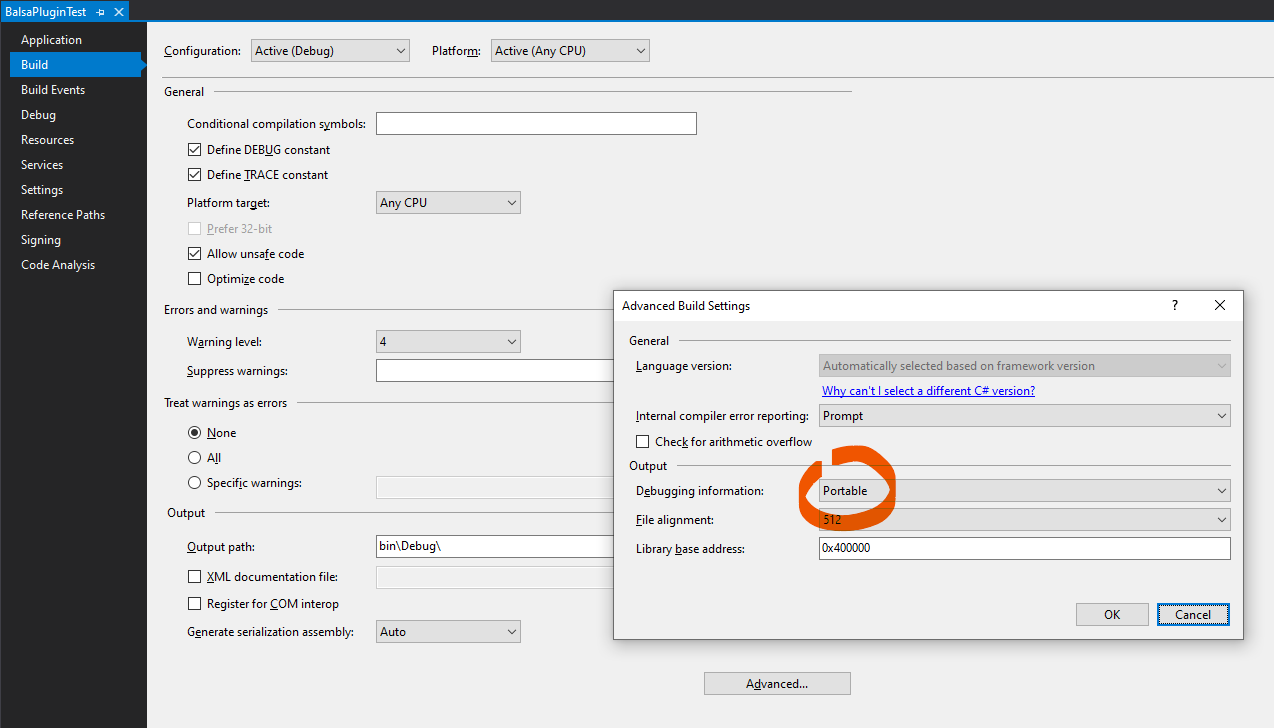 BalsaPluginTest
Application
Build
Build Events
Debug
Resources
Services
Settings
Reference Paths
Signing
Code Analysis
Configuration: Active (Debug) Platform: Active (Any CPU)
General
Conditional compilation symbols:
Define DEBUG constant
Define TRACE constant
Platform target: Any CPU
Prefer 32-bit
Allow unsafe code
Optimize code
Errors and warnings
Warning level: 4
Suppress warnings:
Treat warnings as errors
None
All
Specific warnings:
Output
Output path: bin\Debug\
XML documentation file:
Register for COM interop
Generate serialization assembly: Auto
Advanced...
Advanced Build Settings ?
General
Language version: Automatically selected based on framework version
Why can't I select a different C# version?
Internal compiler error reporting: Prompt
Check for arithmetic overflow
Output
Debugging information: Portable
File alignment: 512
Library base address: 0x400000
OK Cancel